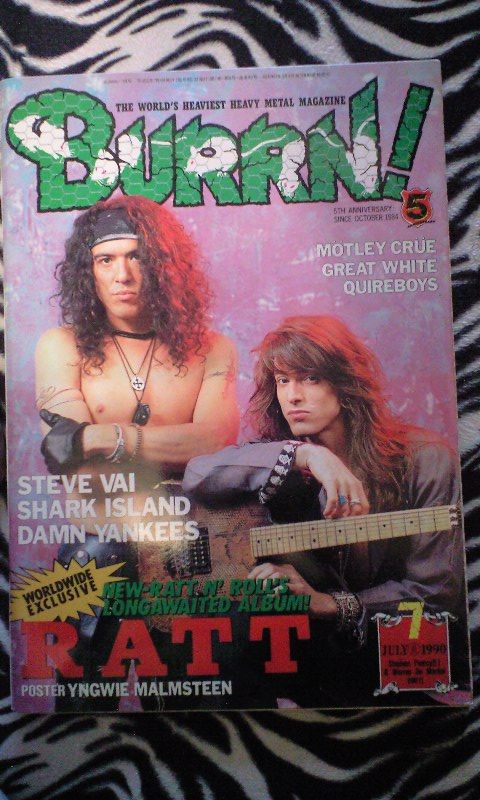 THE WORLD'S HEAVIEST HEAVY METAL MAGAZINE
BURRN!
5TH ANNIVERSARY
SINCE OCTOBER 1984
5
MÖTLEY CRÜE
GREAT WHITE
QUIREBOYS
STEVE VAI
SHARK ISLAND
DAMN YANKEES
WORLDWIDE
EXCLUSIVE
NEW-RATT N' ROLL'S
LONGAWAITED ALBUM!
RATT
POSTER YNGWIE MALMSTEEN
7
JULY 1990